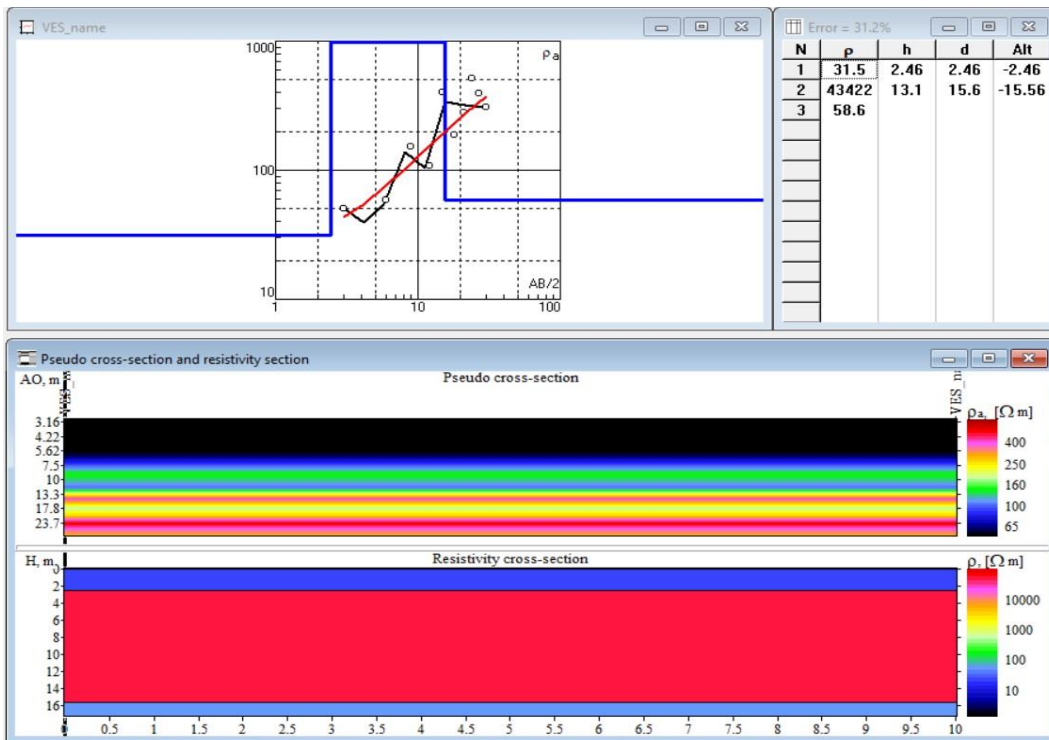 VES_name
1000
ρa
100
10
AB/2
1
10
100
Error = 31.2%
N ρ h d Alt
1 31.5 2.46 2.46 -2.46
2 43422 13.1 15.6 -15.56
3 58.6
Pseudo cross-section and resistivity section
AO, m
Pseudo cross-section
3.16
4.22
5.62
7.5
10
13.3
17.8
23.7
VES_n
ρa, [Ω m]
400
250
160
100
65
H, m
Resistivity cross-section
0
2
4
6
8
10
12
14
16
0 0.5 1 1.5 2 2.5 3 3.5 4 4.5 5 5.5 6 6.5 7 7.5 8 8.5 9 9.5 10
ρ, [Ω m]
10000
1000
100
10